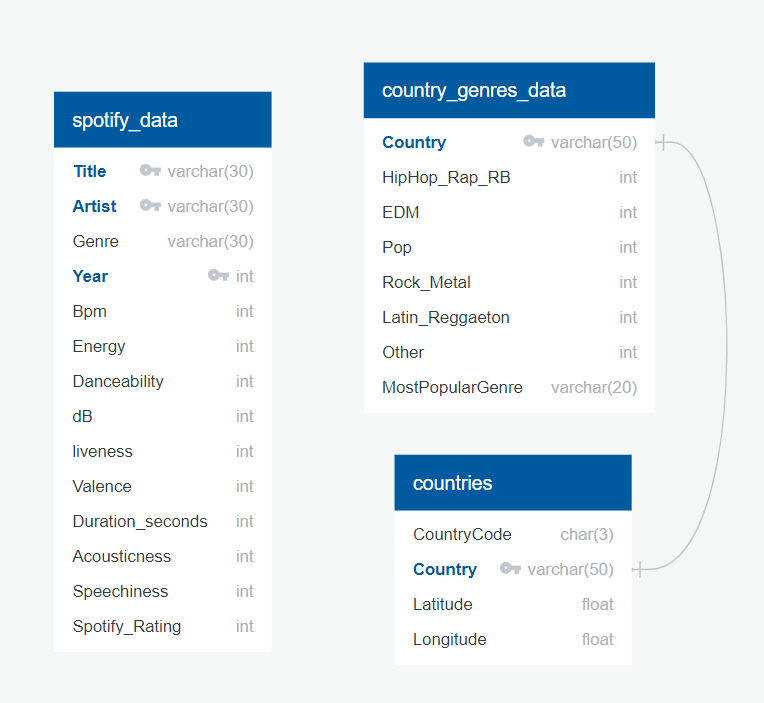 spotify_data
Title varchar(30)
Artist varchar(30)
Genre varchar(30)
Year int
Bpm int
Energy int
Danceability int
dB int
liveness int
Valence int
Duration_seconds int
Acousticness int
Speechiness int
Spotify_Rating int
country_genres_data
Country varchar(50)
HipHop_Rap_RB int
EDM int
Pop int
Rock_Metal int
Latin_Reggaeton int
Other int
MostPopularGenre varchar(20)
countries
CountryCode char(3)
Country varchar(50)
Latitude float
Longitude float